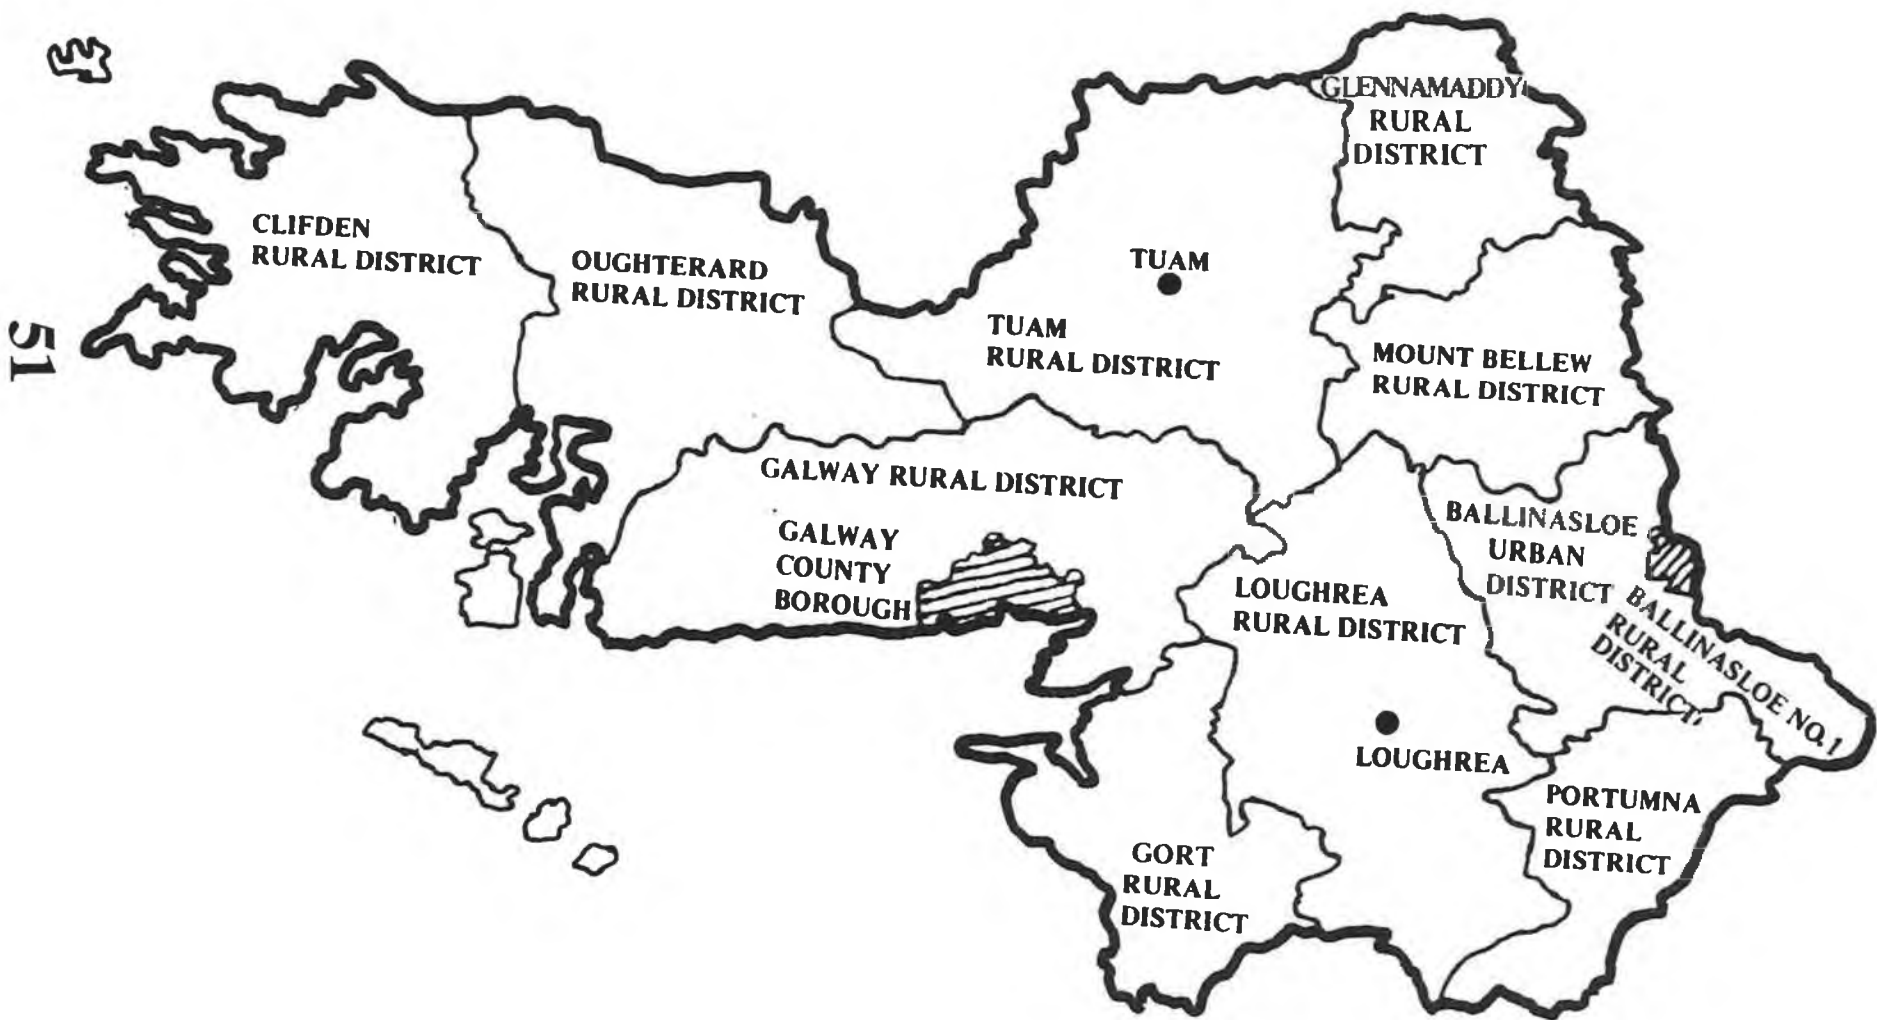 GLENNAMADDY
RURAL
DISTRICT
CLIFDEN
RURAL DISTRICT
OUGHTERARD
RURAL DISTRICT
TUAM
TUAM
RURAL DISTRICT
MOUNT BELLEW
RURAL DISTRICT
51
GALWAY RURAL DISTRICT
GALWAY
COUNTY
BOROUGH
BALLINASLOE
URBAN
DISTRICT
BALLINASLOE NO. 1
RURAL
DISTRICT
LOUGHREA
RURAL DISTRICT
LOUGHREA
PORTUMNA
RURAL
DISTRICT
GORT
RURAL
DISTRICT